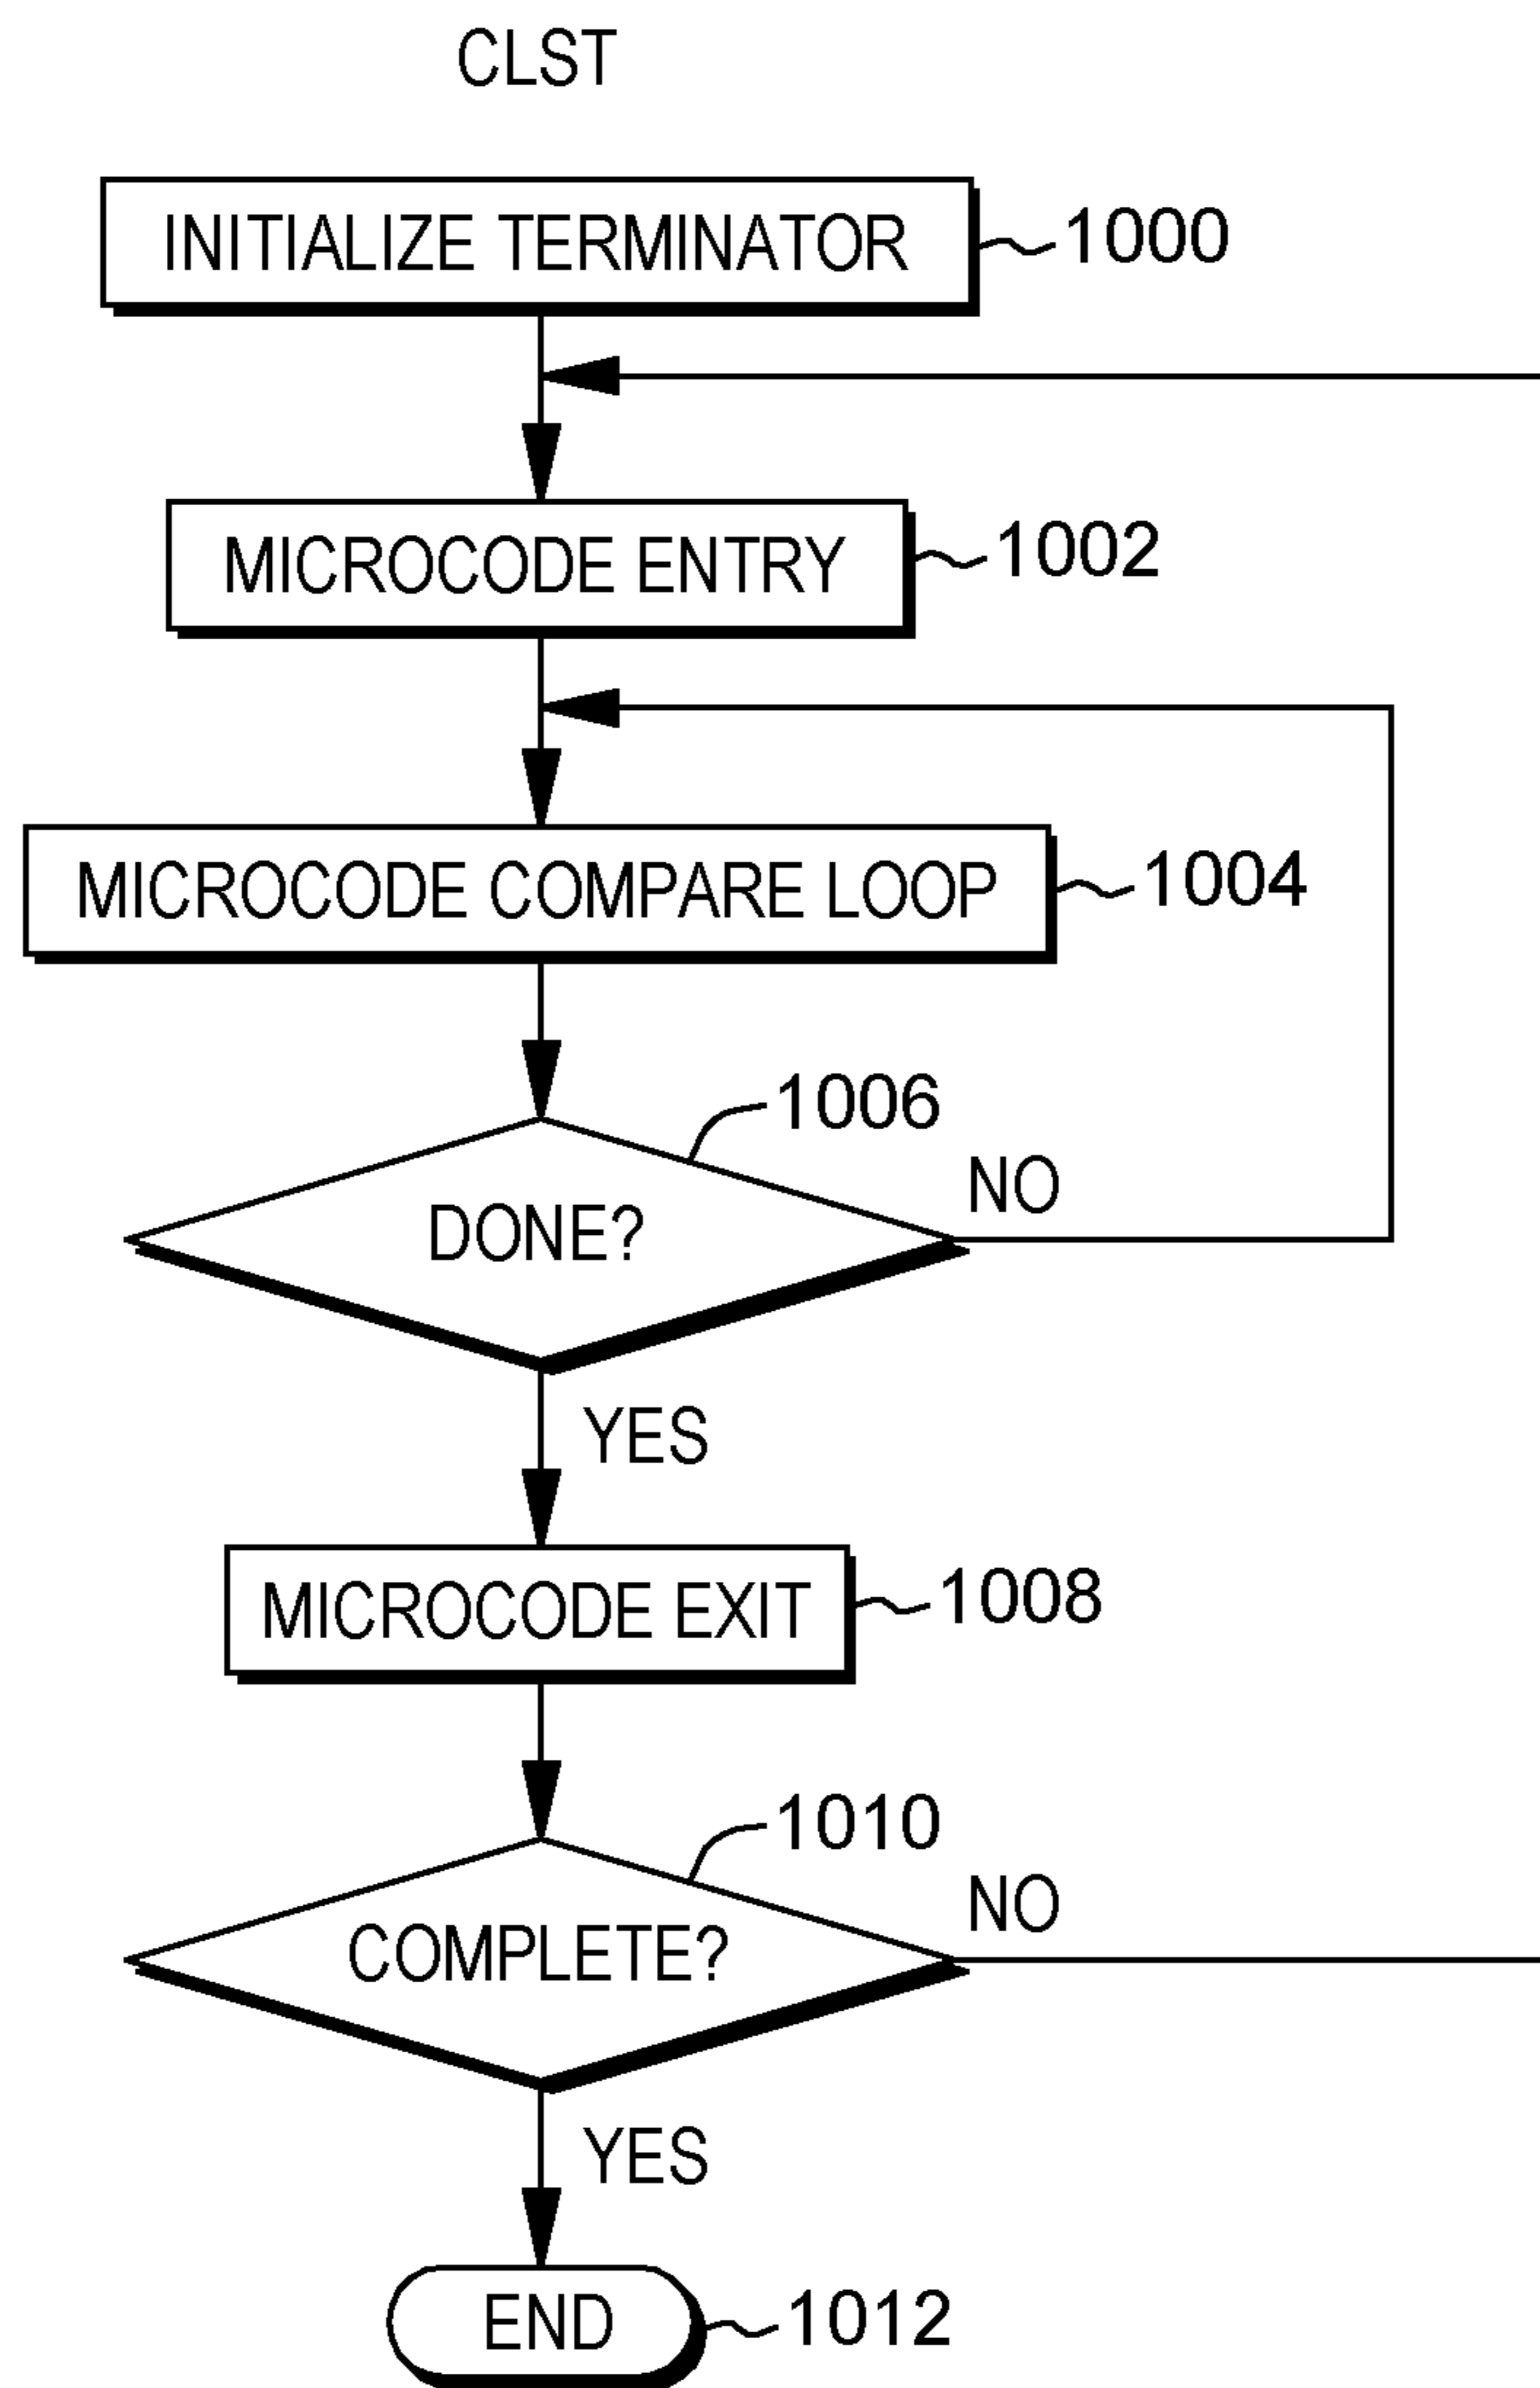 CLST
INITIALIZE TERMINATOR
1000
MICROCODE ENTRY
1002
MICROCODE COMPARE LOOP
1004
1006
DONE?
NO
YES
MICROCODE EXIT
1008
1010
COMPLETE?
NO
YES
END
1012